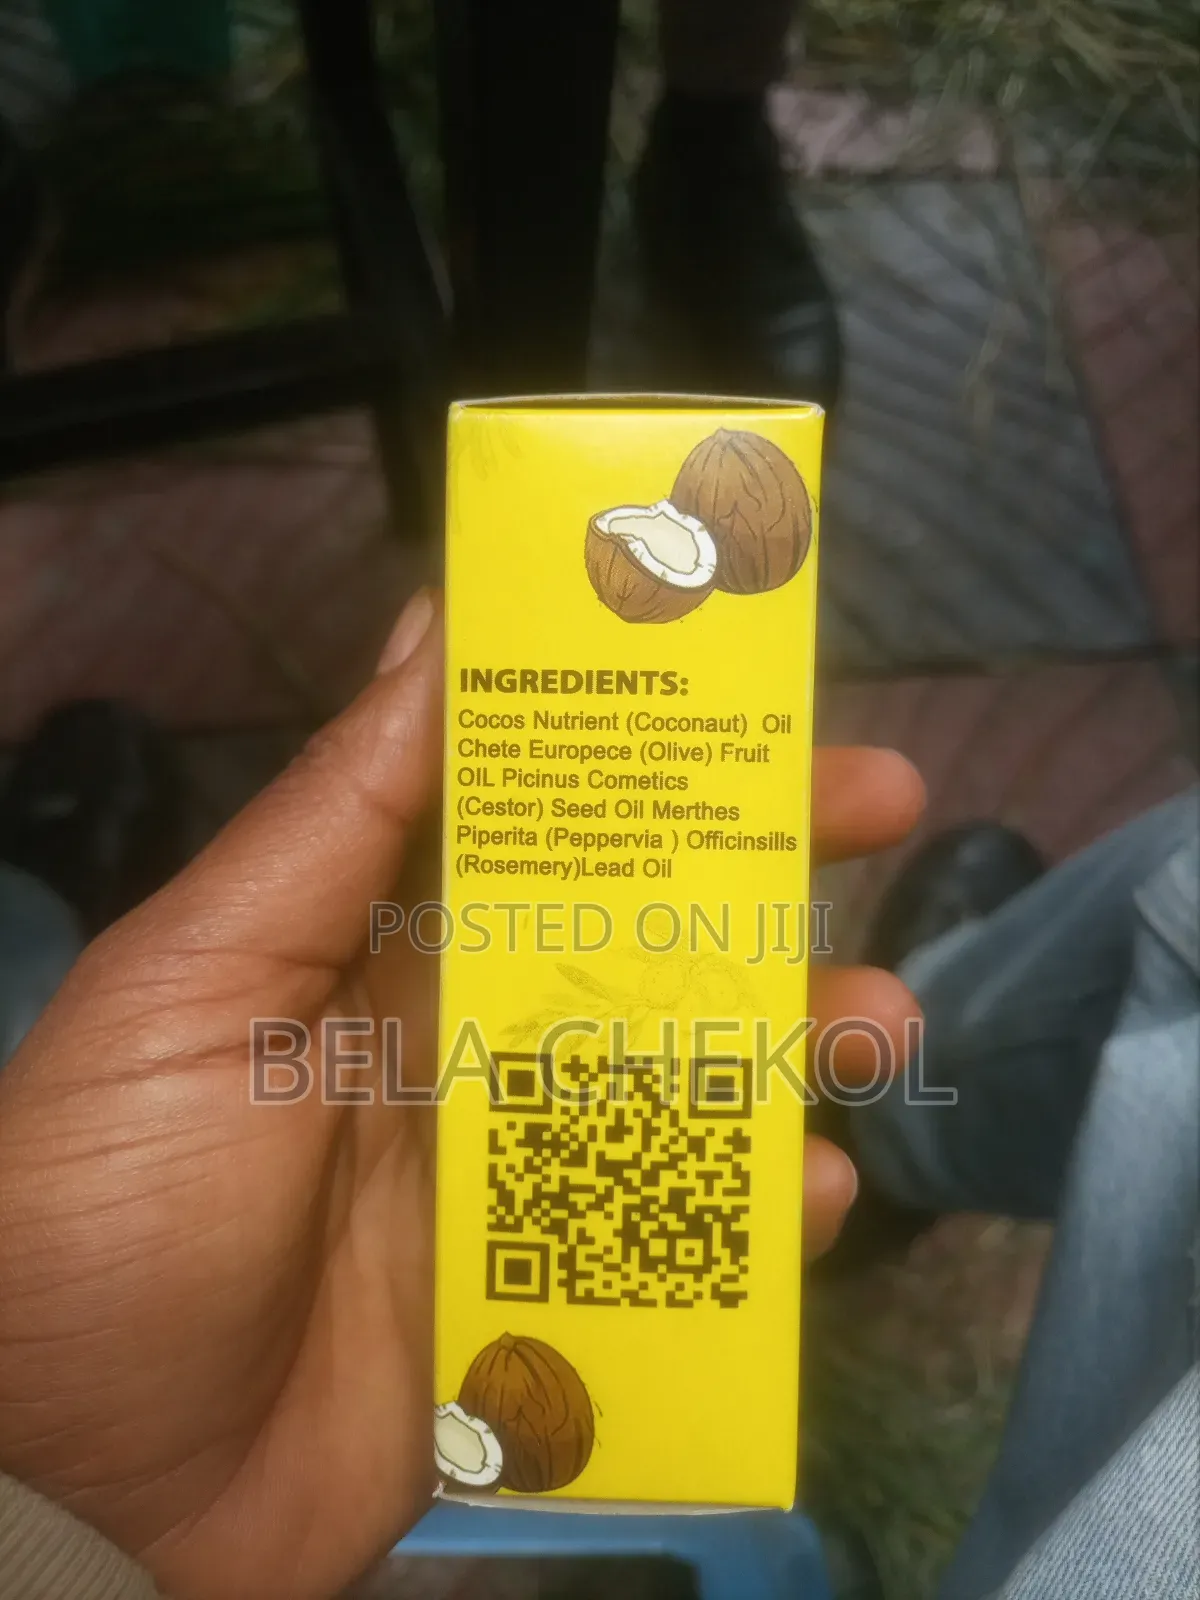 INGREDIENTS:
Cocos Nutrient (Coconaut) Oil
Chete Europece (Olive) Fruit
OIL Picinus Cometics
(Cestor) Seed Oil Merthes
Piperita (Peppervia ) Officinsills
(Rosemery)Lead Oil
POSTED ON JIJI
BELA CHEKOL